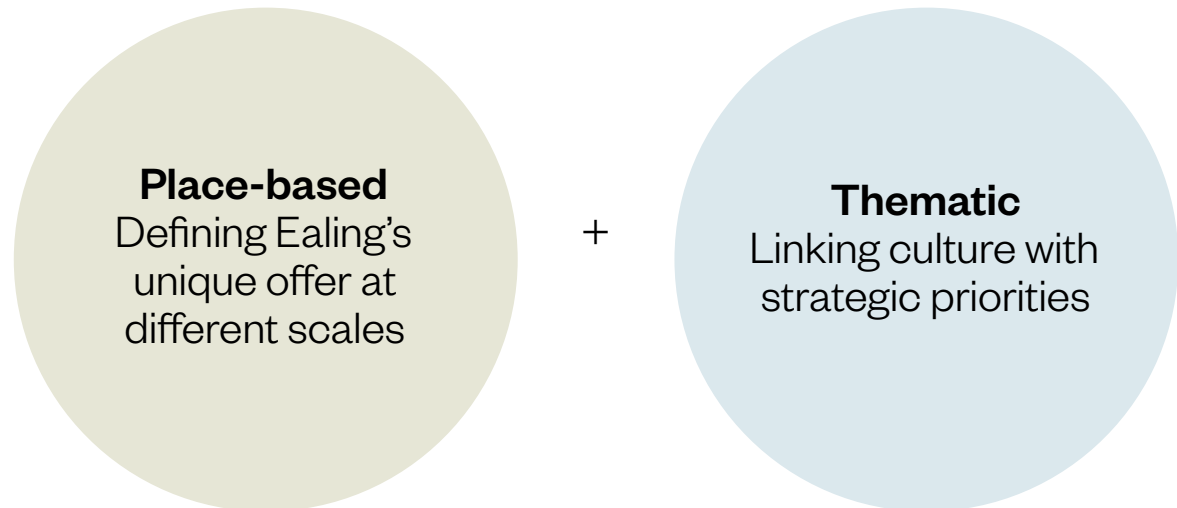 Place-based
Defining Ealing’s
unique offer at
different scales
+
Thematic
Linking culture with
strategic priorities